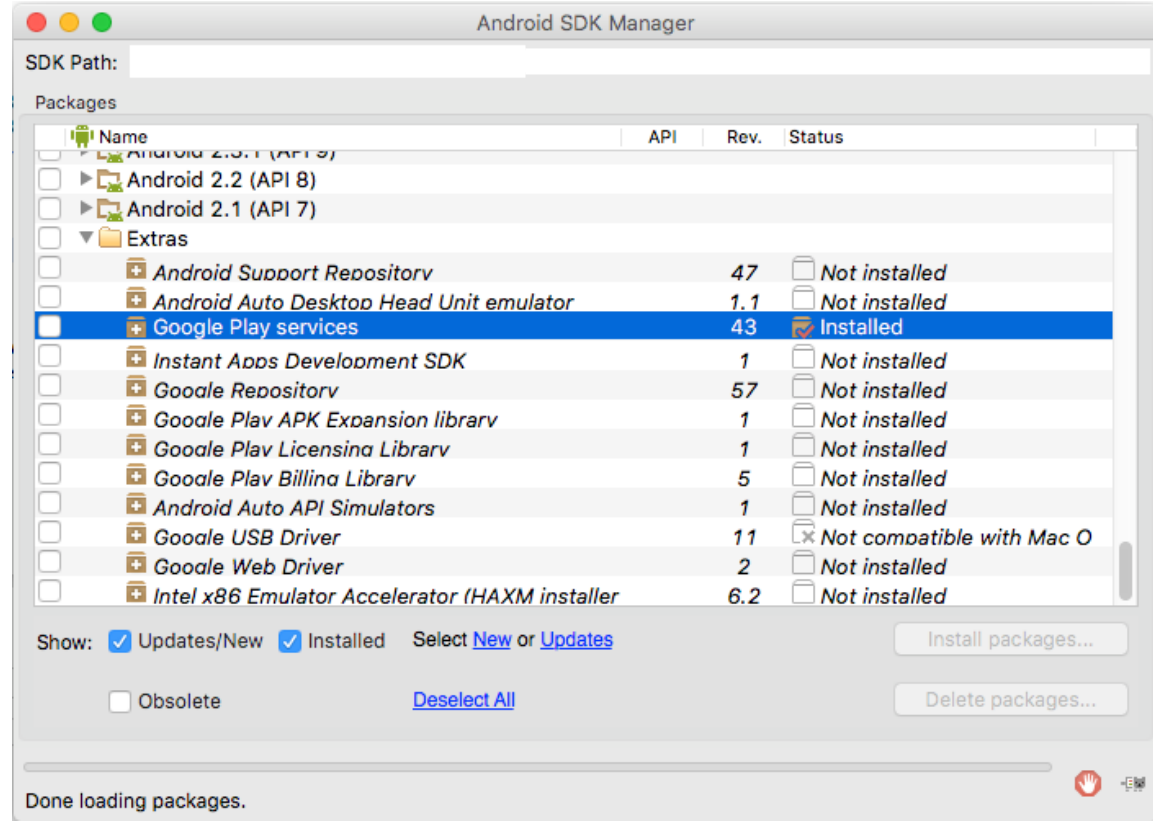 Android SDK Manager
SDK Path:
Packages
Name API Rev. Status
Android 2.3.1 (API 9)
Android 2.2 (API 8)
Android 2.1 (API 7)
Extras
Android Support Repository 47 Not installed
Android Auto Desktop Head Unit emulator 1.1 Not installed
Google Play services 43 Installed
Instant Apps Development SDK 1 Not installed
Google Repository 57 Not installed
Google Play APK Expansion library 1 Not installed
Google Play Licensing Library 1 Not installed
Google Play Billing Library 5 Not installed
Android Auto API Simulators 1 Not installed
Google USB Driver 11 Not compatible with Mac O
Google Web Driver 2 Not installed
Intel x86 Emulator Accelerator (HAXM installer 6.2 Not installed
Show: Updates/New Installed Select New or Updates Install packages...
Obsolete Deselect All Delete packages...
Done loading packages.